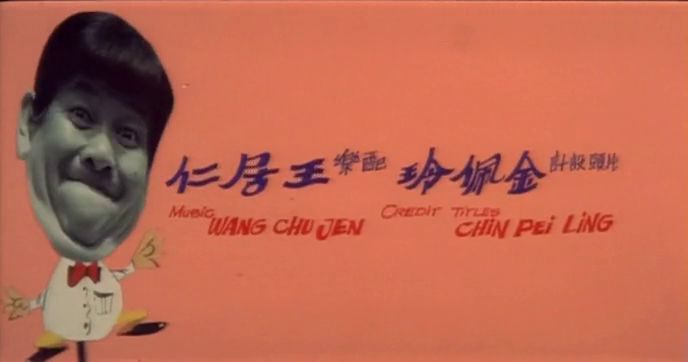 片頭設計 金佩玲 配樂 王居仁
MUSIC CREDIT TITLES
WANG CHU JEN CHIN PEI LING